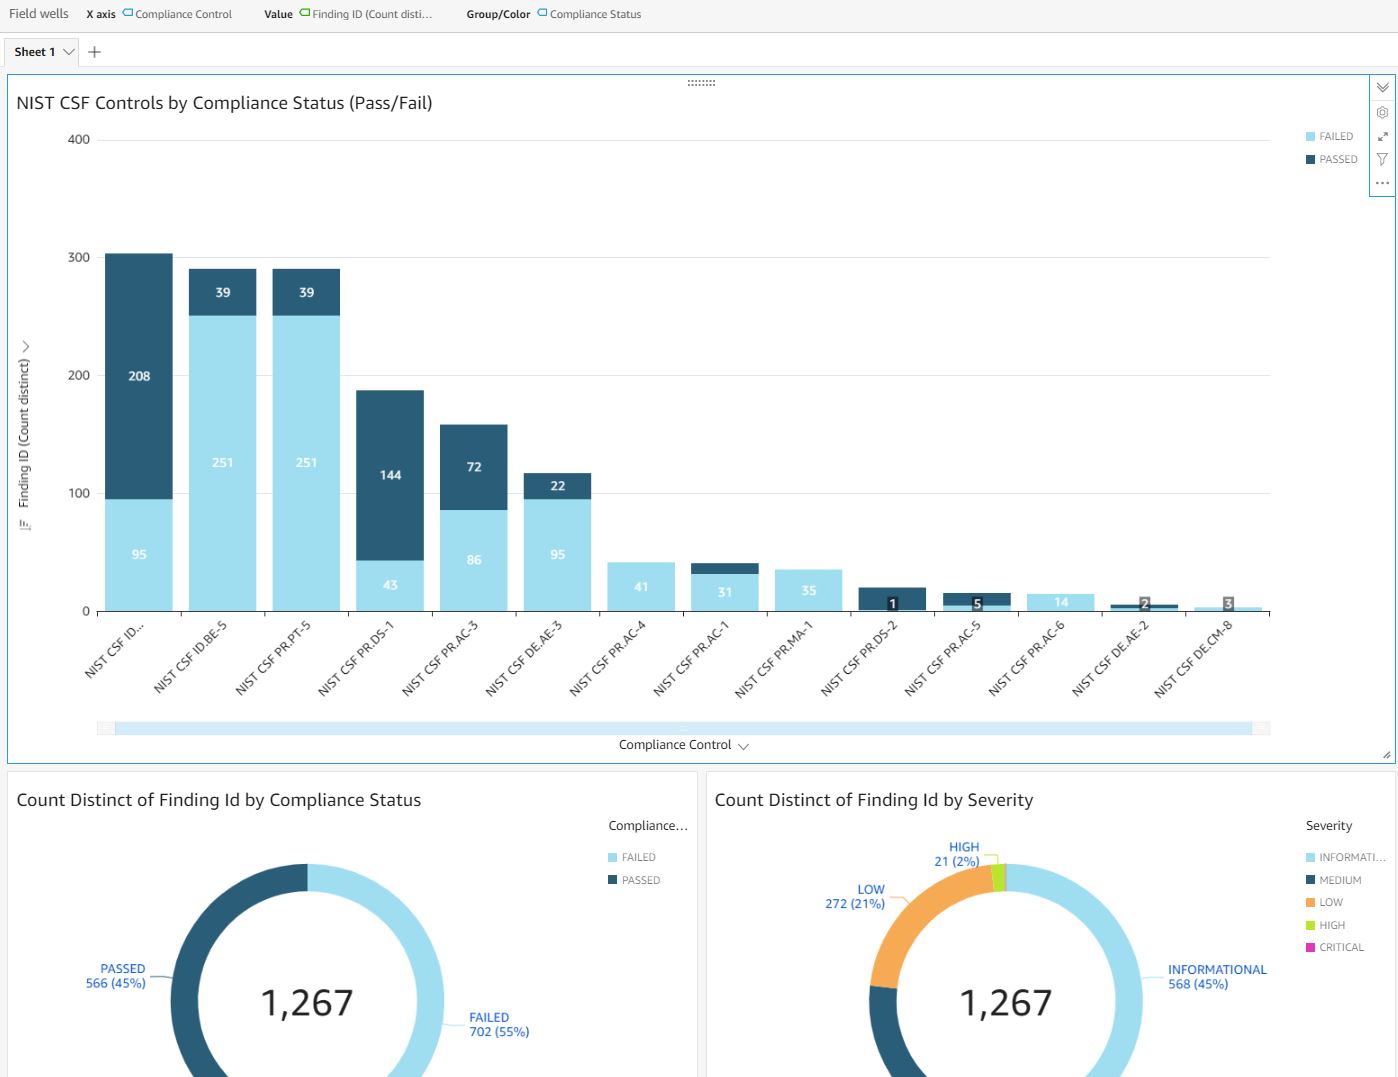 Field wells X axis Compliance Control Value Finding ID (Count disti... Group/Color Compliance Status
Sheet 1
NIST CSF Controls by Compliance Status (Pass/Fail)
FAILED
PASSED
Finding ID (Count distinct)
400
300
200
100
0
208
95
39
251
39
251
144
43
72
86
22
95
41
31
35
1
5
14
2
3
NIST CSF ID...
NIST CSF ID.BE-5
NIST CSF PR.PT-5
NIST CSF PR.DS-1
NIST CSF PR.AC-3
NIST CSF DE.AE-3
NIST CSF PR.AC-4
NIST CSF PR.AC-1
NIST CSF PR.MA-1
NIST CSF PR.DS-2
NIST CSF PR.AC-5
NIST CSF PR.AC-6
NIST CSF DE.AE-2
NIST CSF DE.CM-8
Compliance Control
Count Distinct of Finding Id by Compliance Status
Compliance...
FAILED
PASSED
PASSED
566 (45%)
1,267
FAILED
702 (55%)
Count Distinct of Finding Id by Severity
Severity
INFORMATI...
MEDIUM
LOW
HIGH
CRITICAL
HIGH
21 (2%)
LOW
272 (21%)
1,267
INFORMATIONAL
568 (45%)